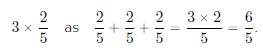 3 × 2/5 as 2/5 + 2/5 + 2/5 = 3 × 2/5 = 6/5.